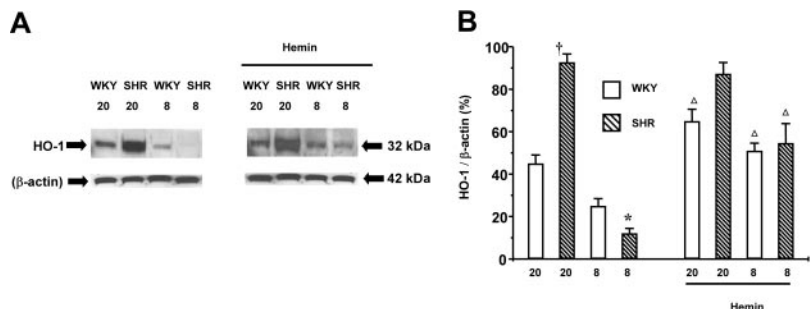 A
Hemin
WKY SHR WKY SHR
20 20 8 8
WKY SHR WKY SHR
20 20 8 8
HO-1
32 kDa
(β-actin)
42 kDa
B
HO-1 / β-actin (%)
100
80
60
40
20
0
†
*
Δ
Δ
Δ
WKY
SHR
20 20 8 8
20 20 8 8
Hemin